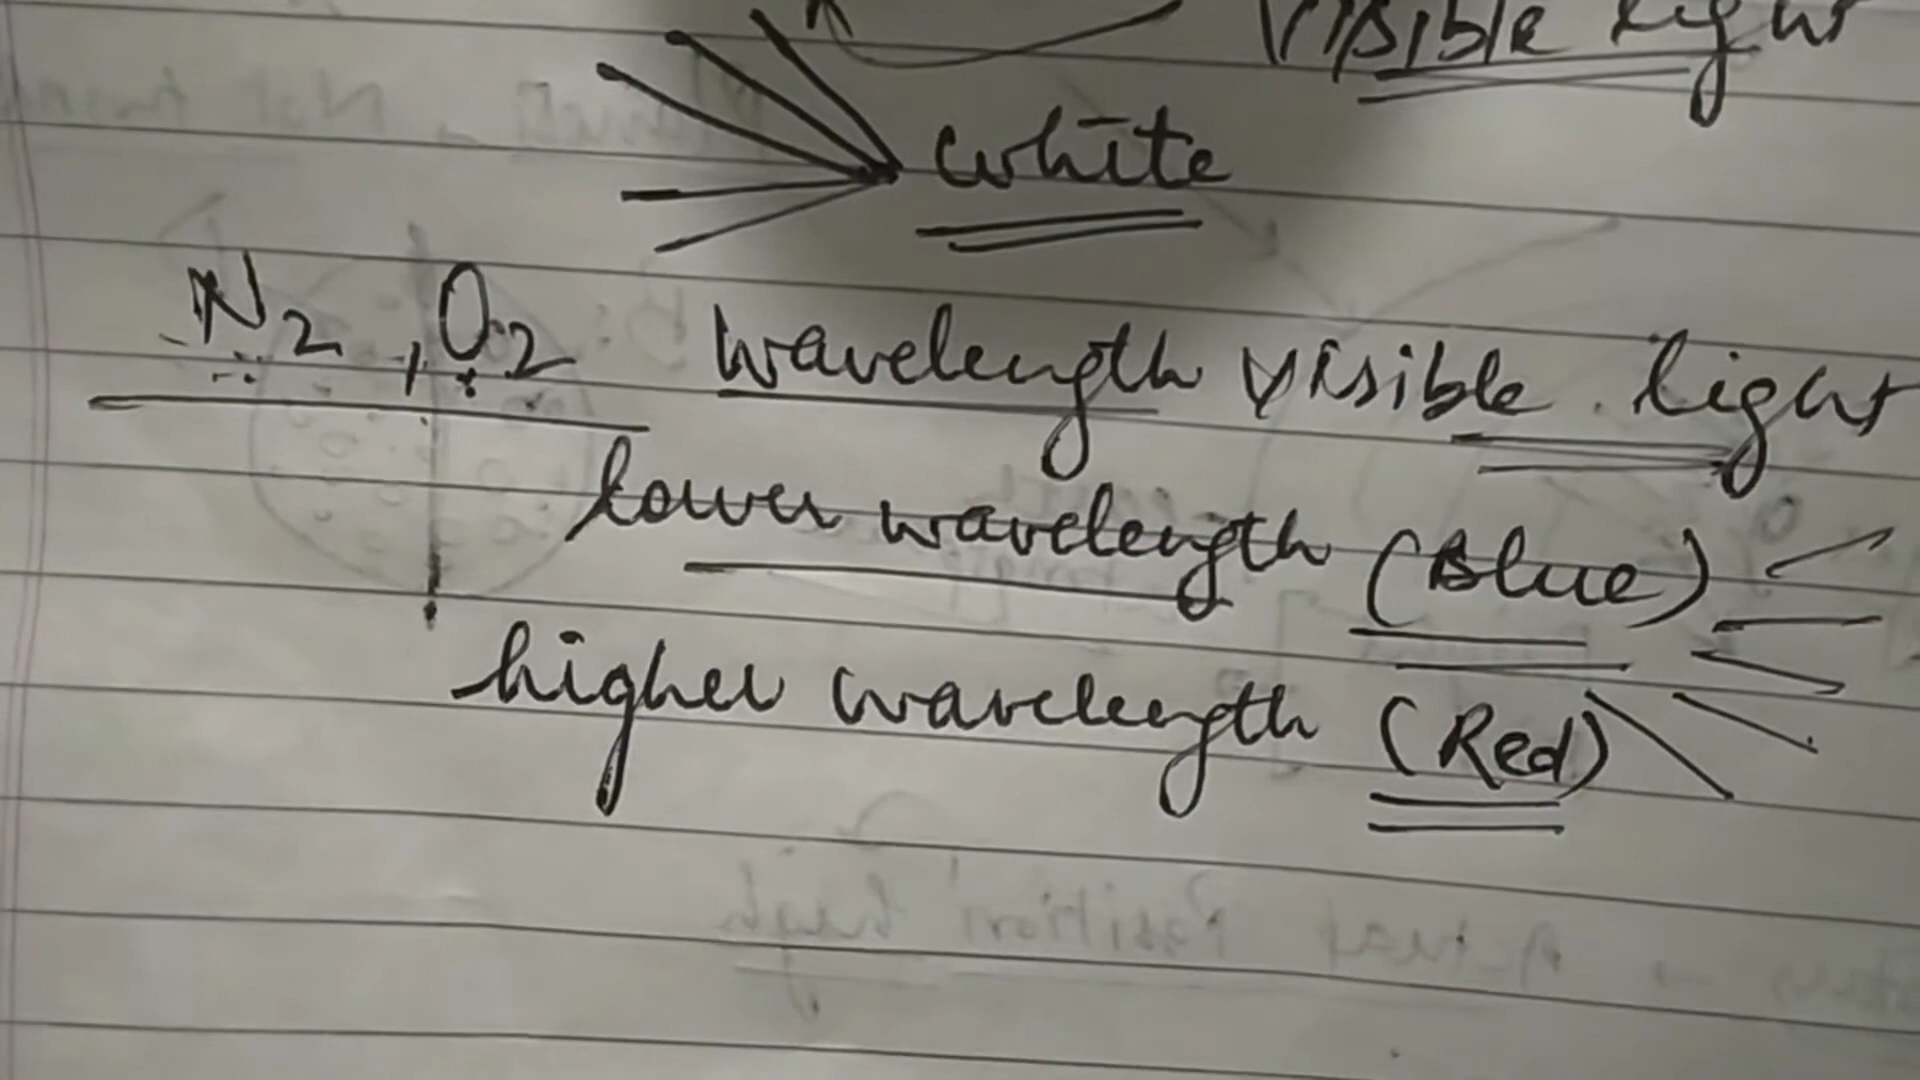 Visible light
white
N2, O2 wavelength visible light
lower wavelength (Blue)
higher wavelength (Red)